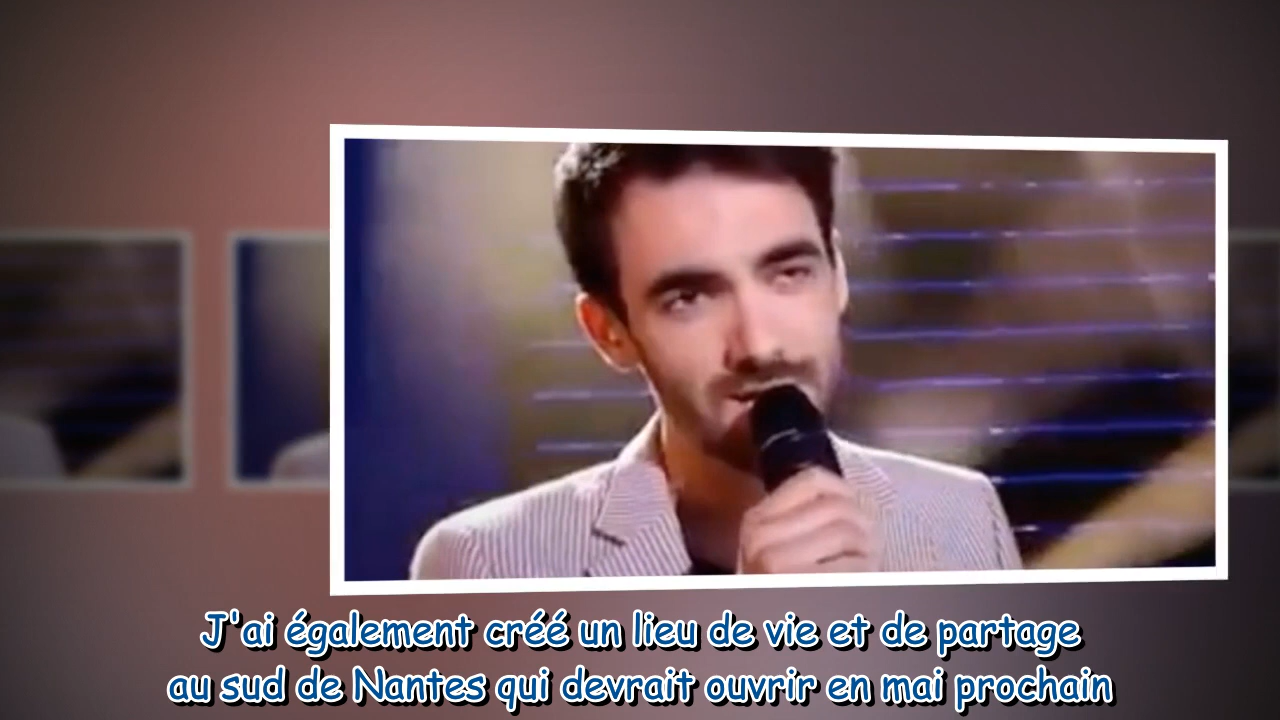 J'ai également créé un lieu de vie et de partage
au sud de Nantes qui devrait ouvrir en mai prochain